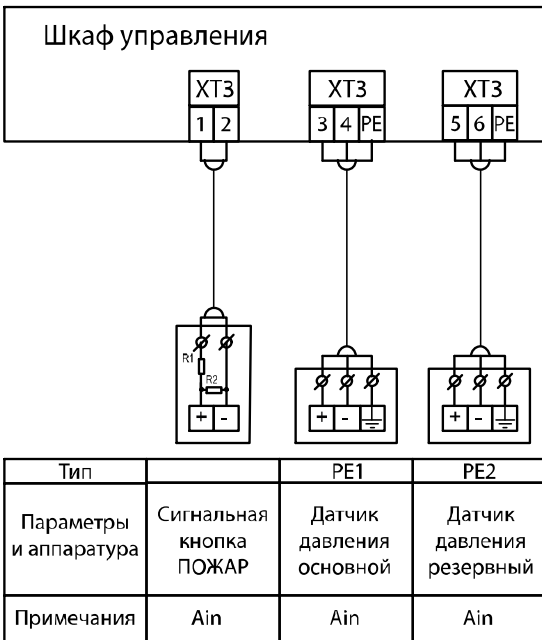 Шкаф управления
XT3 XT3 XT3
1 2 3 4 PE 5 6 PE
R1
R2
+ - + - + -
Тип PE1 PE2
Параметры и аппаратура
Сигнальная кнопка ПОЖАР
Датчик давления основной
Датчик давления резервный
Примечания Ain Ain Ain